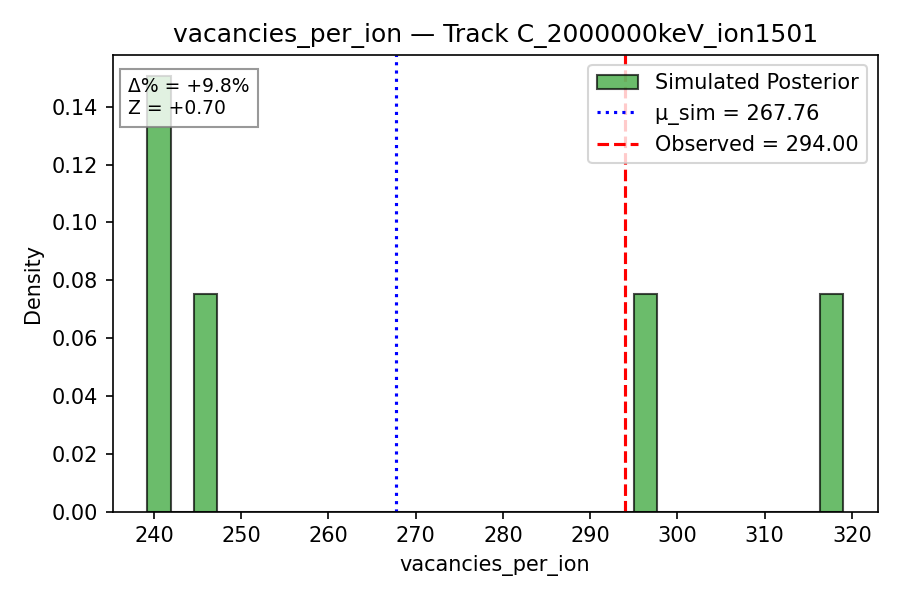 vacancies_per_ion — Track C_2000000keV_ion1501
Δ% = +9.8%
Z = +0.70
Simulated Posterior
μ_sim = 267.76
Observed = 294.00
Density
0.14
0.12
0.10
0.08
0.06
0.04
0.02
0.00
240 250 260 270 280 290 300 310 320
vacancies_per_ion